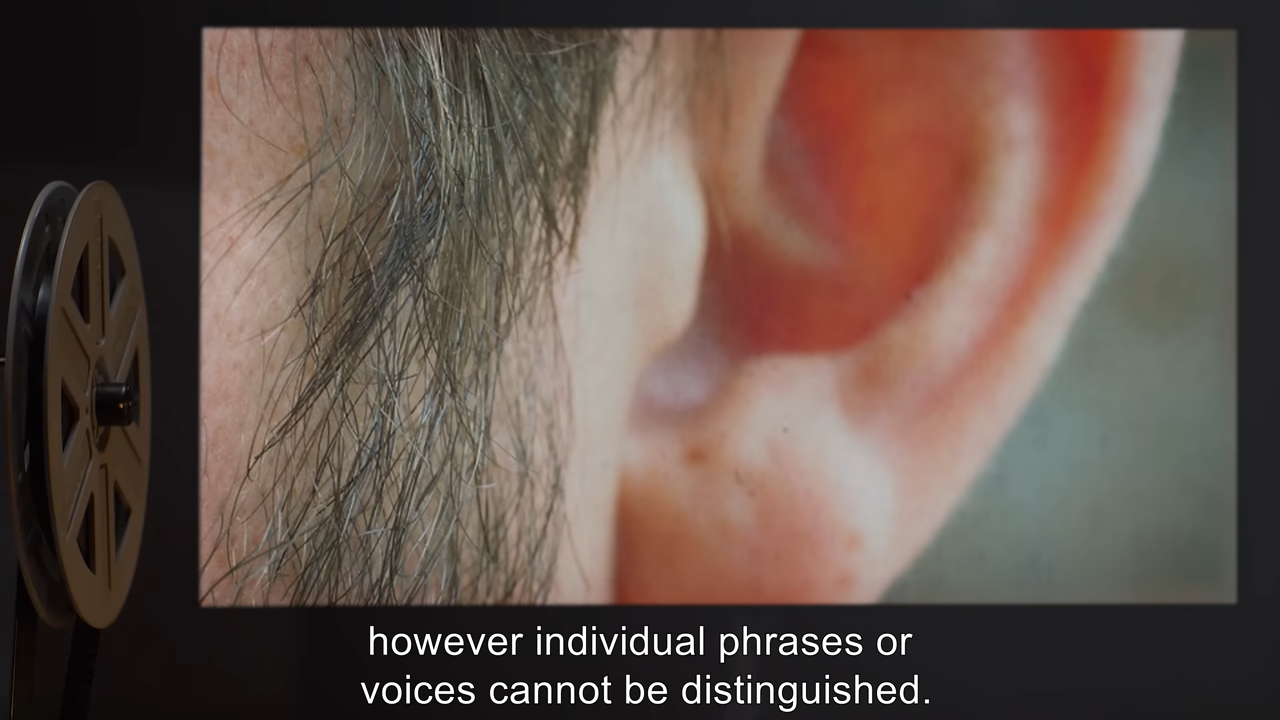 however individual phrases or
voices cannot be distinguished.